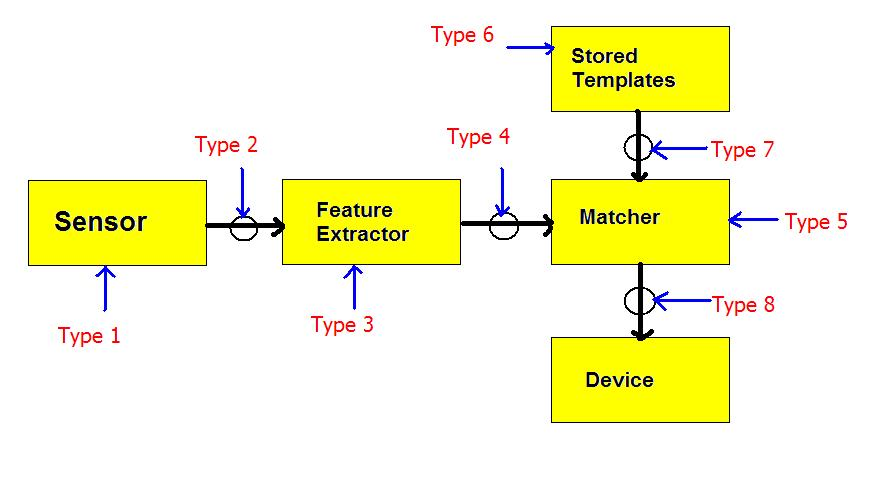 Type 6
Stored
Templates
Type 2
Type 4
Type 7
Sensor
Feature
Extractor
Matcher
Type 5
Type 1
Type 3
Type 8
Device